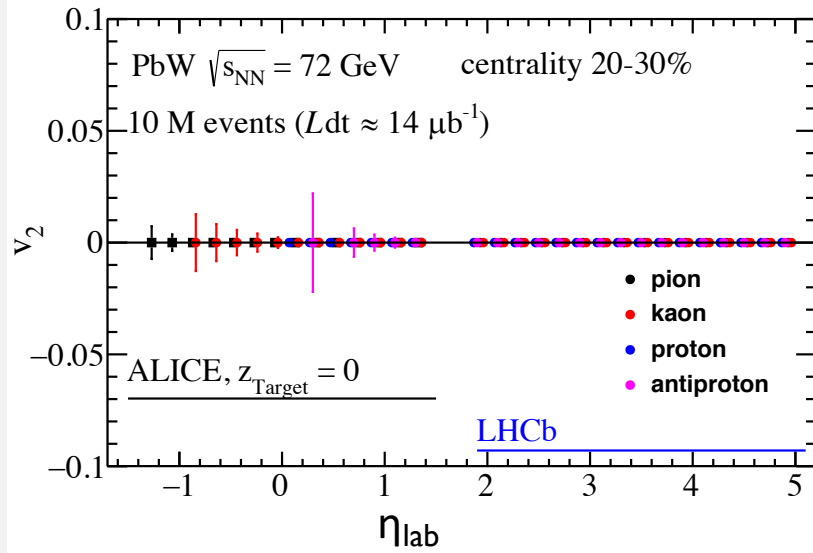 0.1
PbW √s_NN = 72 GeV centrality 20-30%
10 M events (Ldt ≈ 14 μb⁻¹)
0.05
v₂
0
pion
kaon
proton
antiproton
−0.05
ALICE, z_Target = 0
LHCb
−0.1
−1 0 1 2 3 4 5
η_lab